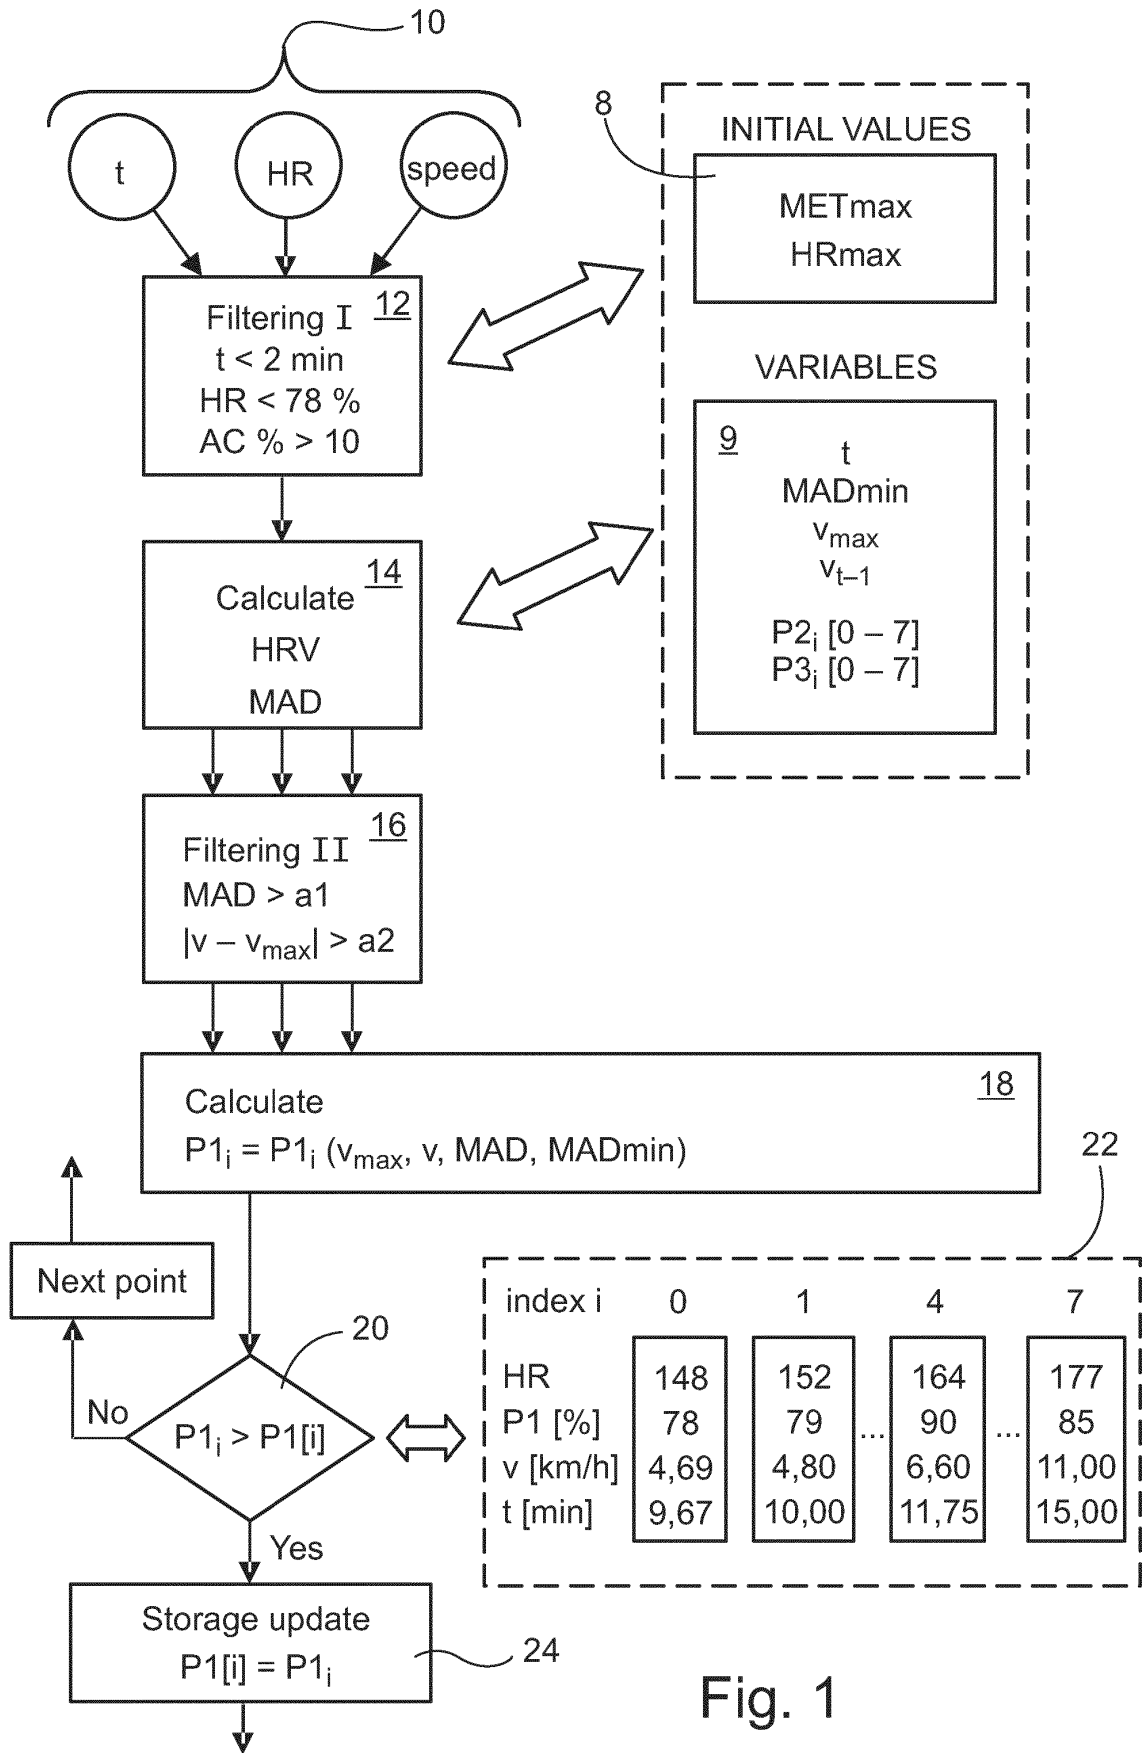 10
t
HR
speed
12
Filtering I
t < 2 min
HR < 78 %
AC % > 10
8
INITIAL VALUES
METmax
HRmax
VARIABLES
9
t
MADmin
vmax
vt–1
P2i [0 – 7]
P3i [0 – 7]
14
Calculate
HRV
MAD
16
Filtering II
MAD > a1
|v – vmax| > a2
18
Calculate
P1i = P1i (vmax, v, MAD, MADmin)
Next point
20
No
P1i > P1[i]
Yes
22
index i 0 1 4 7
HR 148 152 164 177
P1 [%] 78 79 ... 90 ... 85
v [km/h] 4,69 4,80 6,60 11,00
t [min] 9,67 10,00 11,75 15,00
Storage update
P1[i] = P1i
24
Fig. 1